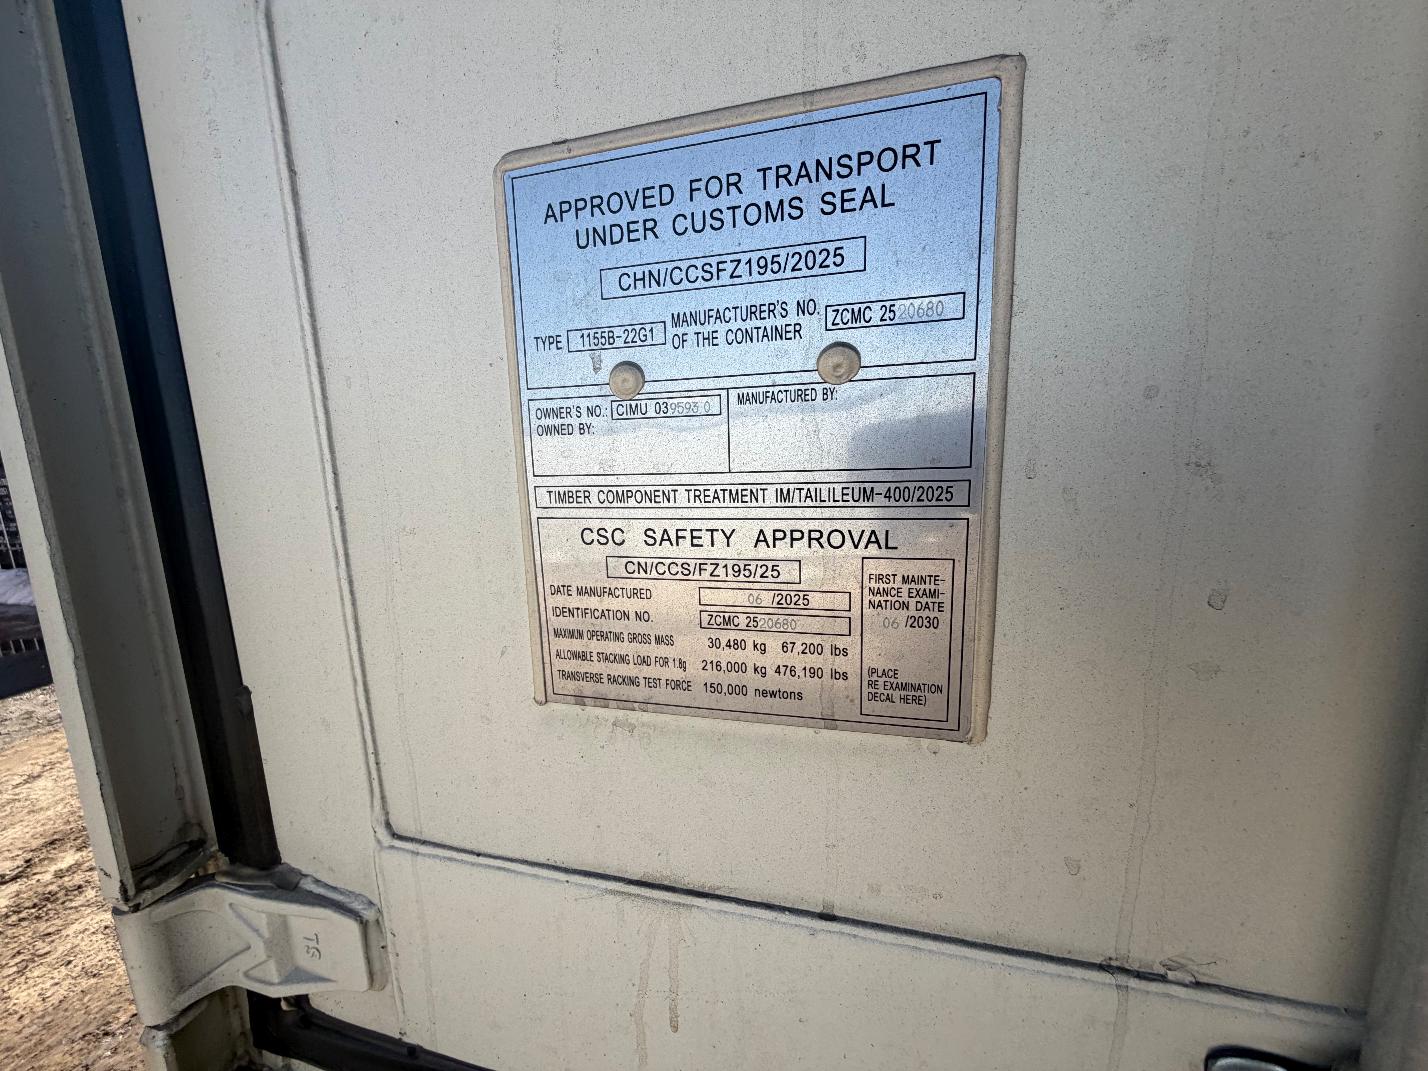 APPROVED FOR TRANSPORT
UNDER CUSTOMS SEAL
CHN/CCSFZ195/2025
TYPE 1155B-22G1 MANUFACTURER'S NO. OF THE CONTAINER ZCMC 2520680
OWNER'S NO.: CIMU 039593 0
OWNED BY:
MANUFACTURED BY:
TIMBER COMPONENT TREATMENT IM/TAILILEUM-400/2025
CSC SAFETY APPROVAL
CN/CCS/FZ195/25
DATE MANUFACTURED 06 /2025
IDENTIFICATION NO. ZCMC 2520680
MAXIMUM OPERATING GROSS MASS 30,480 kg 67,200 lbs
ALLOWABLE STACKING LOAD FOR 1.8g 216,000 kg 476,190 lbs
TRANSVERSE RACKING TEST FORCE 150,000 newtons
FIRST MAINTE-
NANCE EXAMI-
NATION DATE
06 /2030
(PLACE
RE EXAMINATION
DECAL HERE)